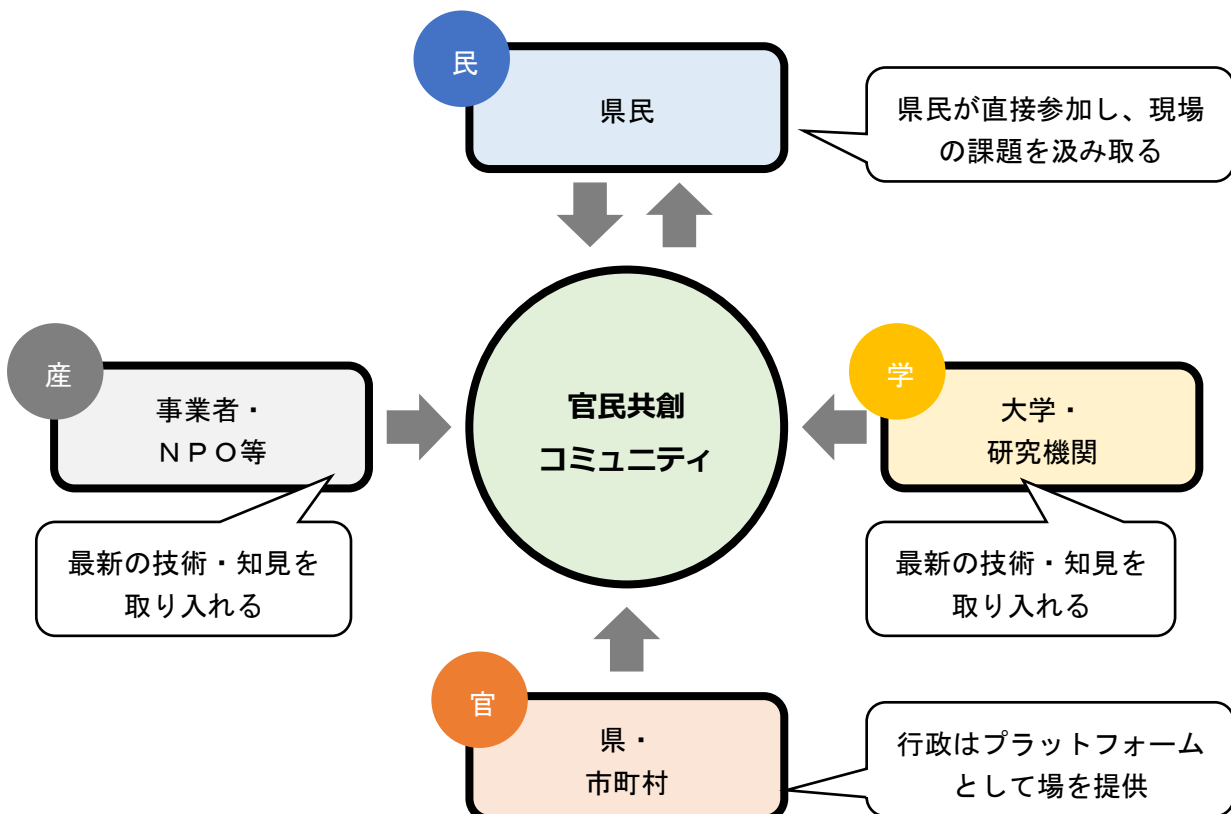 民
県民
県民が直接参加し、現場
の課題を汲み取る
産
事業者・
ＮＰＯ等
最新の技術・知見を
取り入れる
官民共創
コミュニティ
学
大学・
研究機関
最新の技術・知見を
取り入れる
官
県・
市町村
行政はプラットフォーム
として場を提供